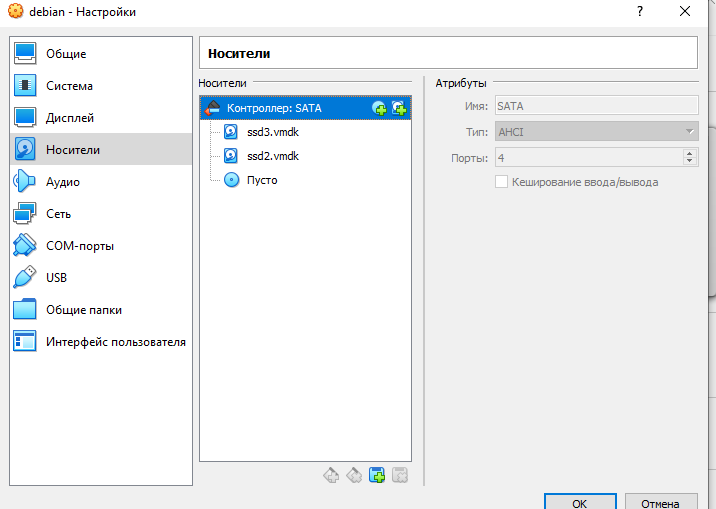 debian - Настройки
?
Общие
Система
Дисплей
Носители
Аудио
Сеть
COM-порты
USB
Общие папки
Интерфейс пользователя
Носители
Носители
Контроллер: SATA
ssd3.vmdk
ssd2.vmdk
Пусто
Атрибуты
Имя: SATA
Тип: AHCI
Порты: 4
Кеширование ввода/вывода
OK Отмена